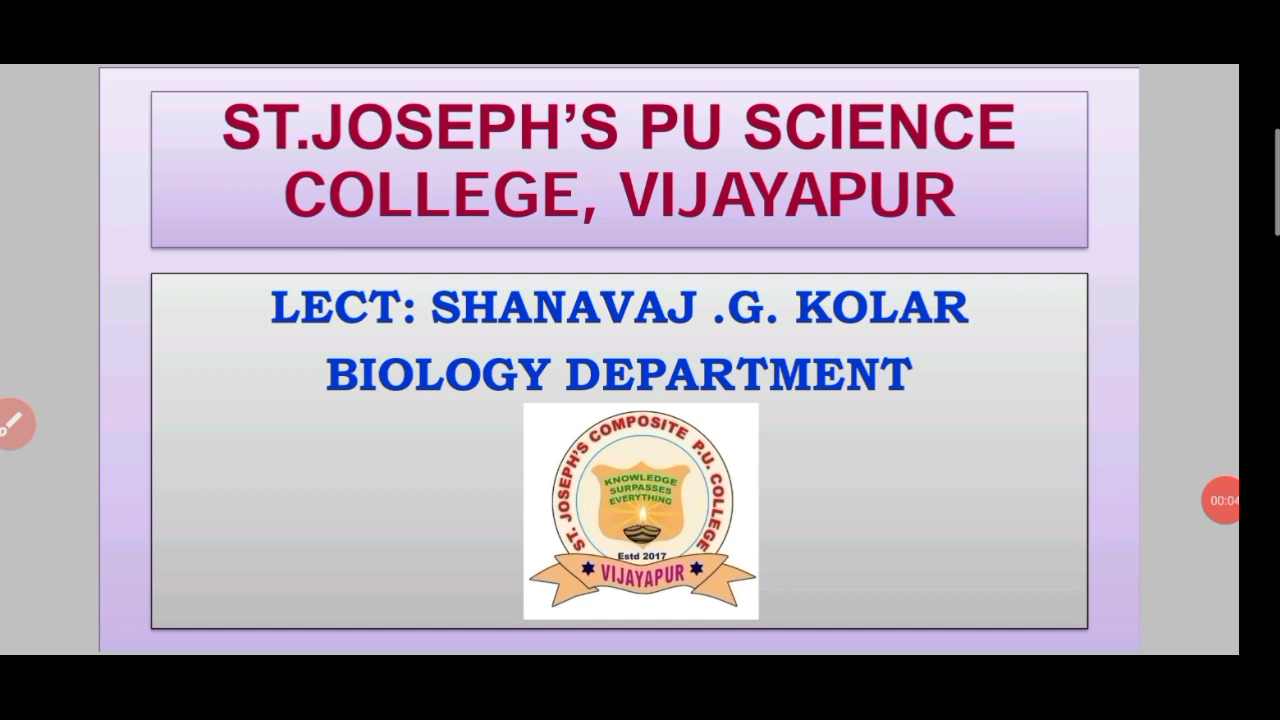 ST.JOSEPH'S PU SCIENCE
COLLEGE, VIJAYAPUR
LECT: SHANAVAJ .G. KOLAR
BIOLOGY DEPARTMENT
ST. JOSEPH'S COMPOSITE P.U. COLLEGE
KNOWLEDGE
SURPASSES
EVERYTHING
Estd 2017
VIJAYAPUR
00:04